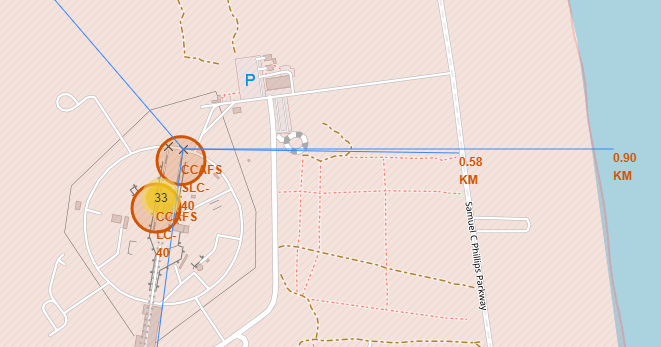 P
0.58
KM
0.90
KM
CCAFS
SLC-
40
33
CCAFS
LC-
40
Samuel C Phillips Parkway